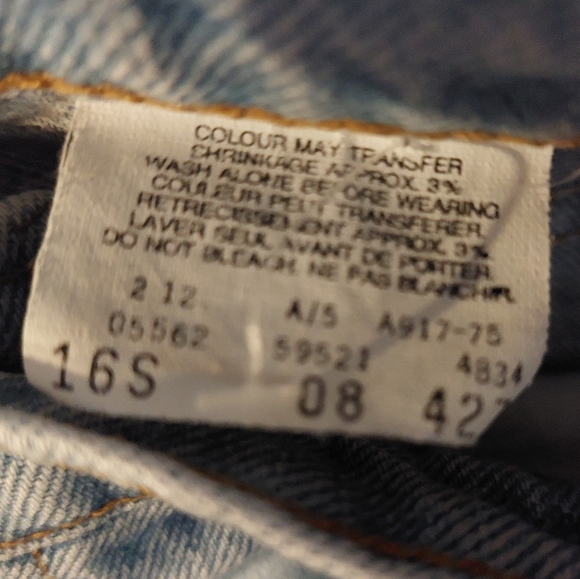 COLOUR MAY TRANSFER
SHRINKAGE APPROX. 3%
WASH ALONE BEFORE WEARING
COULEUR PEUT TRANSFERER.
RETRECISSEMENT APPROX. 3%
LAVER SEUL AVANT DE PORTER.
DO NOT BLEACH. NE PAS BLANCHIR.
2 12 A/S A917-75
05562 59521 4834
16S 08 42